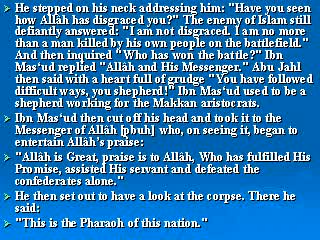 He stepped on his neck addressing him: "Have you seen
how Allâh has disgraced you?" The enemy of Islam still
defiantly answered: "I am not disgraced. I am no more
than a man killed by his own people on the battlefield."
And then inquired "Who has won the battle?" Ibn
Mas‘ud replied "Allâh and His Messenger." Abu Jahl
then said with a heart full of grudge "You have followed
difficult ways, you shepherd!" Ibn Mas‘ud used to be a
shepherd working for the Makkan aristocrats.
Ibn Mas‘ud then cut off his head and took it to the
Messenger of Allâh [pbuh] who, on seeing it, began to
entertain Allâh's praise:
"Allâh is Great, praise is to Allâh, Who has fulfilled His
Promise, assisted His servant and defeated the
confederates alone."
He then set out to have a look at the corpse. There he
said:
"This is the Pharaoh of this nation."